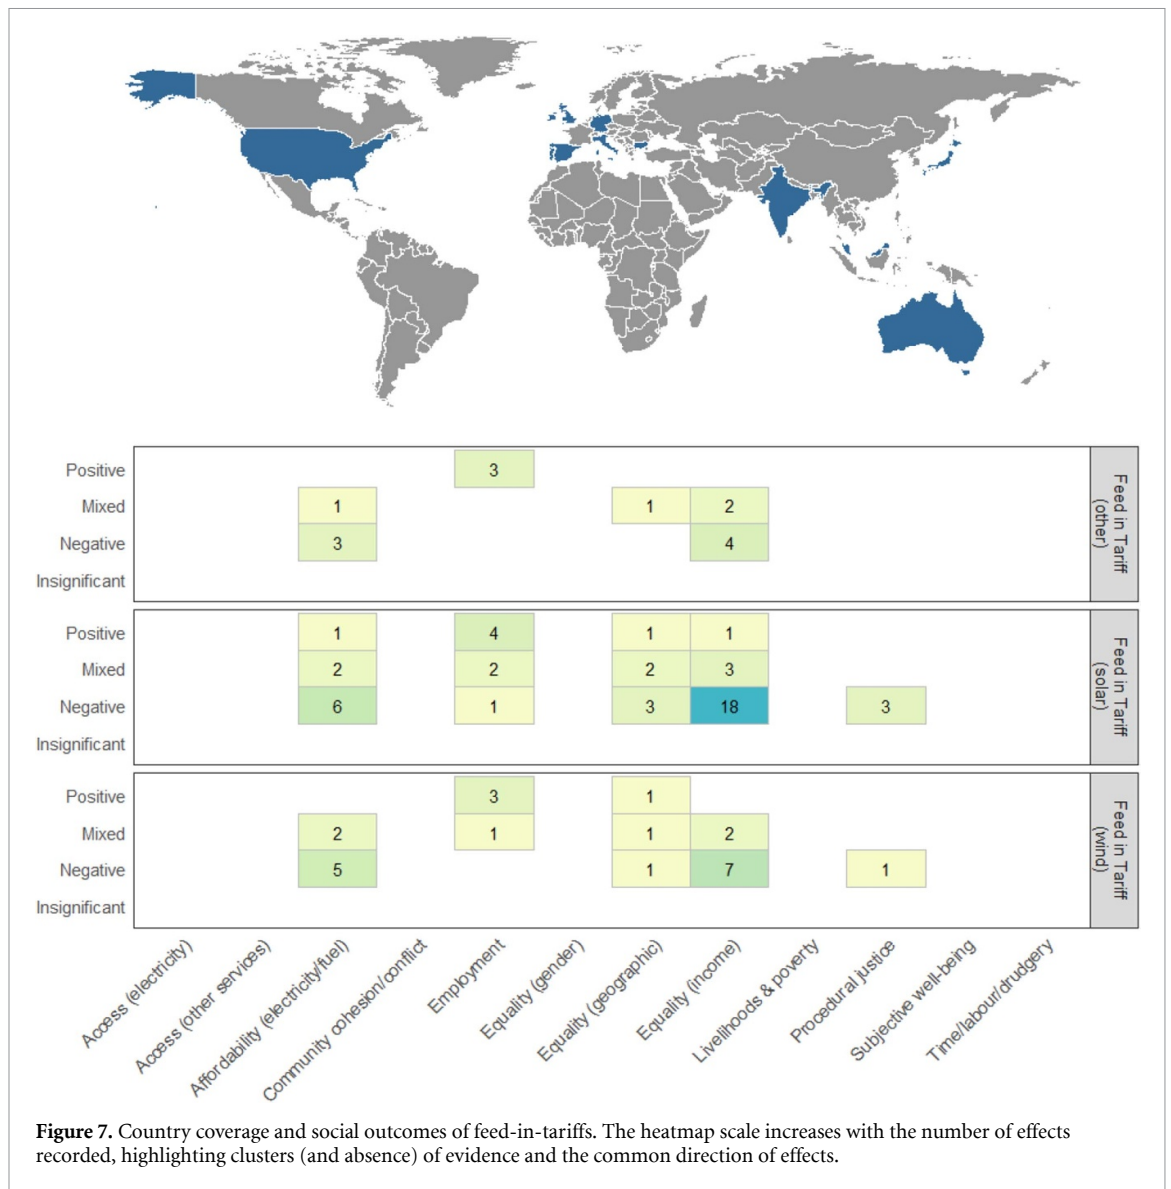 Positive 3
Mixed 1 1 2
Negative 3 4
Insignificant
Feed in Tariff
(other)
Positive 1 4 1 1
Mixed 2 2 2 3
Negative 6 1 3 18 3
Insignificant
Feed in Tariff
(solar)
Positive 3 1
Mixed 2 1 1 2
Negative 5 1 7 1
Insignificant
Feed in Tariff
(wind)
Access (electricity)
Access (other services)
Affordability (electricity/fuel)
Community cohesion/conflict
Employment
Equality (gender)
Equality (geographic)
Equality (income)
Livelihoods & poverty
Procedural justice
Subjective well-being
Time/labour/drudgery
Figure 7. Country coverage and social outcomes of feed-in-tariffs. The heatmap scale increases with the number of effects
recorded, highlighting clusters (and absence) of evidence and the common direction of effects.